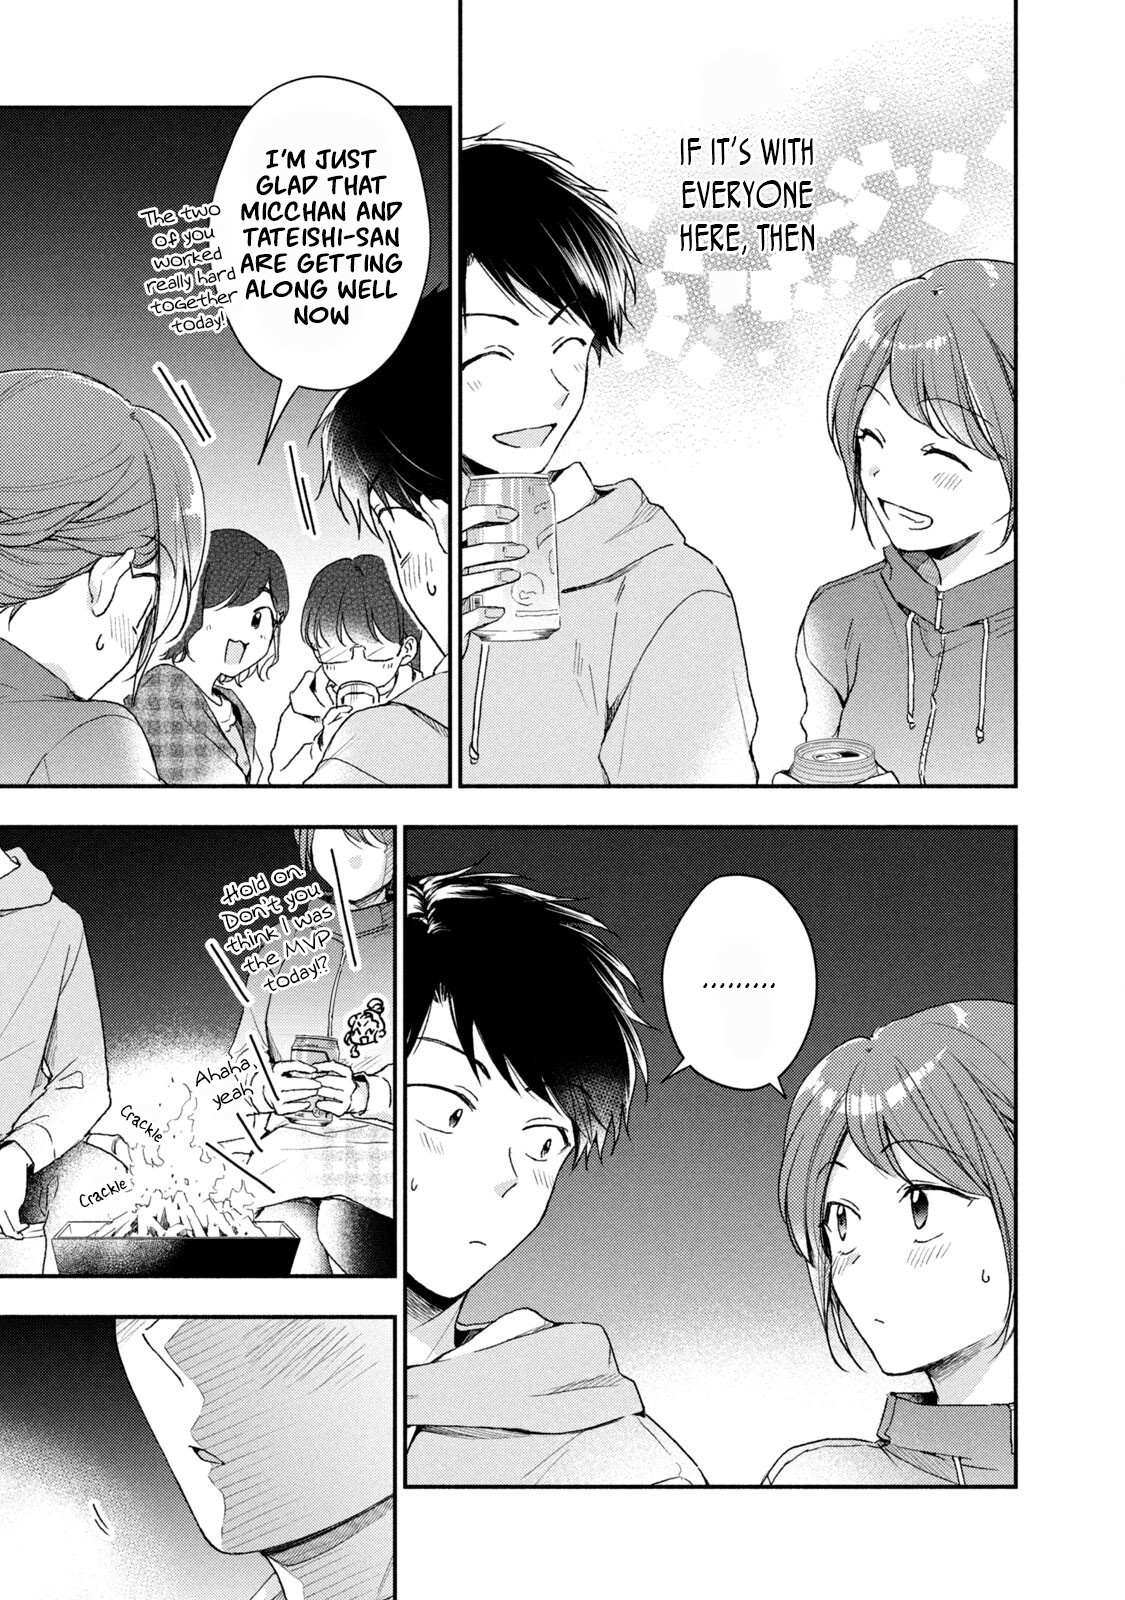 IF IT'S WITH
EVERYONE
HERE, THEN
I'M JUST
GLAD THAT
MICCHAN AND
TATEISHI-SAN
ARE GETTING
ALONG WELL
NOW
The two
of you
worked
really hard
together
today!
.........
Hold on.
Don't you
think I was
the MVP
today!?
Ahaha,
yeah
Crackle
Crackle